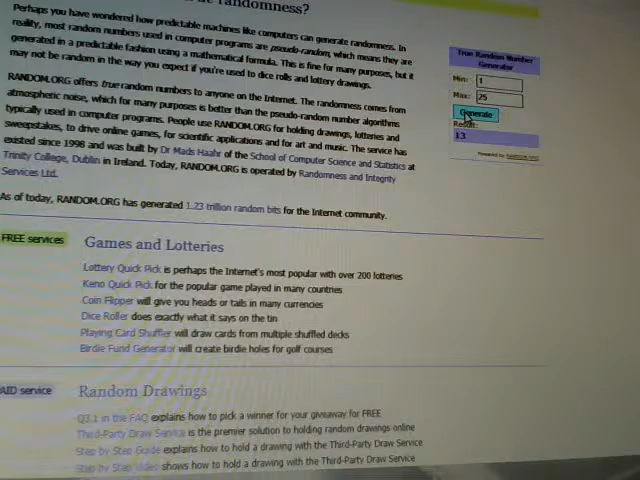 randomness?
Perhaps you have wondered how predictable machines like computers can generate randomness. In
reality, most random numbers used in computer programs are pseudo-random, which means they are
generated in a predictable fashion using a mathematical formula. This is fine for many purposes, but it
may not be random in the way you expect if you're used to dice rolls and lottery drawings.
RANDOM.ORG offers true random numbers to anyone on the Internet. The randomness comes from
atmospheric noise, which for many purposes is better than the pseudo-random number algorithms
typically used in computer programs. People use RANDOM.ORG for holding drawings, lotteries and
sweepstakes, to drive online games, for scientific applications and for art and music. The service has
existed since 1998 and was built by Dr Mads Haahr of the School of Computer Science and Statistics at
Trinity College, Dublin in Ireland. Today, RANDOM.ORG is operated by Randomness and Integrity
Services Ltd.
As of today, RANDOM.ORG has generated 1.23 trillion random bits for the Internet community.
True Random Number
Generator
Min: 1
Max: 25
Generate
Result:
13
Powered by RANDOM.ORG
FREE services
Games and Lotteries
Lottery Quick Pick is perhaps the Internet's most popular with over 200 lotteries
Keno Quick Pick for the popular game played in many countries
Coin Flipper will give you heads or tails in many currencies
Dice Roller does exactly what it says on the tin
Playing Card Shuffler will draw cards from multiple shuffled decks
Birdie Fund Generator will create birdie holes for golf courses
AID service
Random Drawings
Q3.1 in the FAQ explains how to pick a winner for your giveaway for FREE
Third-Party Draw Service is the premier solution to holding random drawings online
Step by Step Guide explains how to hold a drawing with the Third-Party Draw Service
Step by Step Video shows how to hold a drawing with the Third-Party Draw Service